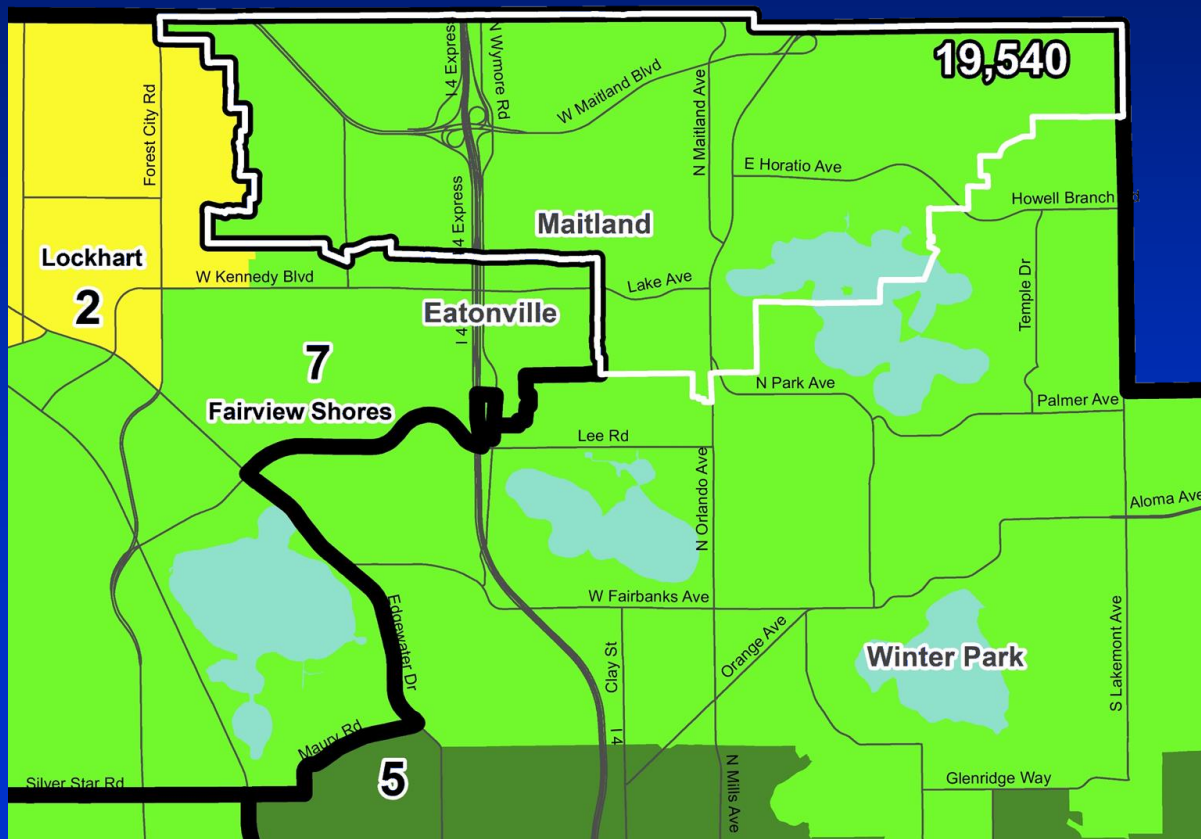 19,540
I 4 Express
N Wymore Rd
W Maitland Blvd
N Maitland Ave
Forest City Rd
E Horatio Ave
Howell Branch
I 4 Express
Maitland
Lockhart
W Kennedy Blvd
Lake Ave
Temple Dr
2
Eatonville
I 4
7
N Park Ave
Palmer Ave
Fairview Shores
Lee Rd
N Orlando Ave
Aloma Ave
W Fairbanks Ave
Edgewater Dr
Clay St
Orange Ave
Winter Park
S Lakemont Ave
Maury Rd
I 4
Silver Star Rd
5
N Mills Ave
Glenridge Way